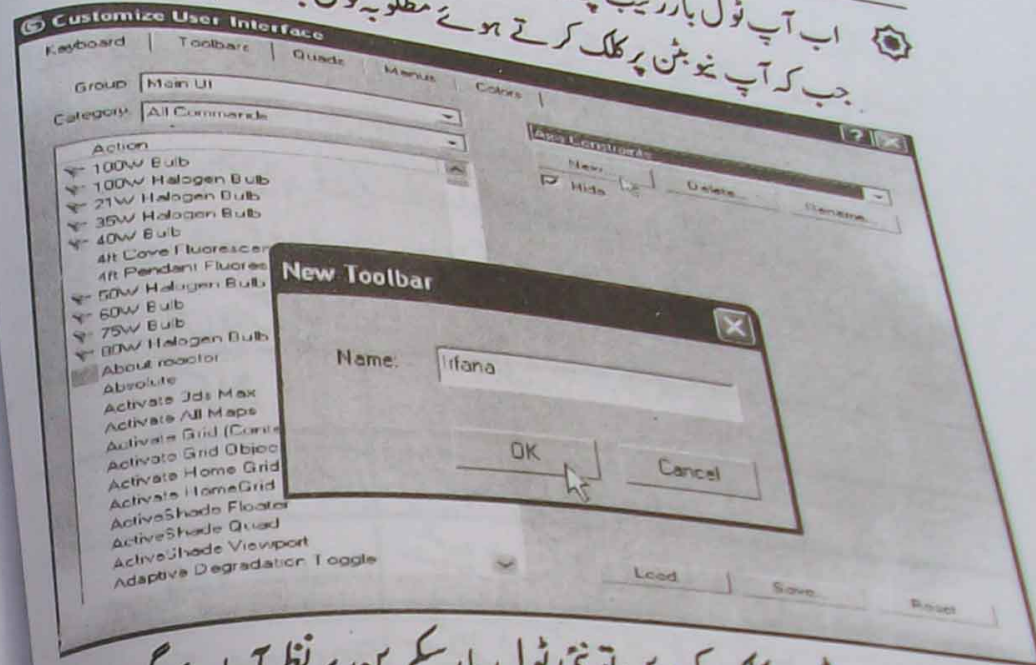 اب آپ ٹول بارز
جب کہ آپ نیو بٹن پر کلک کرتے ہوئے مطلوبہ
Customize User Interface
Keyboard Toolbars Quads Menus Colors
Group: Main UI
Category: All Commands
Action
100W Bulb
100W Halogen Bulb
21W Halogen Bulb
35W Halogen Bulb
40W Bulb
4ft Cove Fluorescen
4ft Pendant Fluores
50W Halogen Bulb
60W Bulb
75W Bulb
80W Halogen Bulb
About reactor
Absolute
Activate 3ds Max
Activate All Maps
Activate Grid (Conte
Activate Grid Objec
Activate Home Grid
Activate HomeGrid
ActiveShade Floater
ActiveShade Quad
ActiveShade Viewport
Adaptive Degradation Toggle
Axis Constraints
New... Delete... Rename...
Hide
New Toolbar
Name: Irfana
OK Cancel
Load... Save... Reset